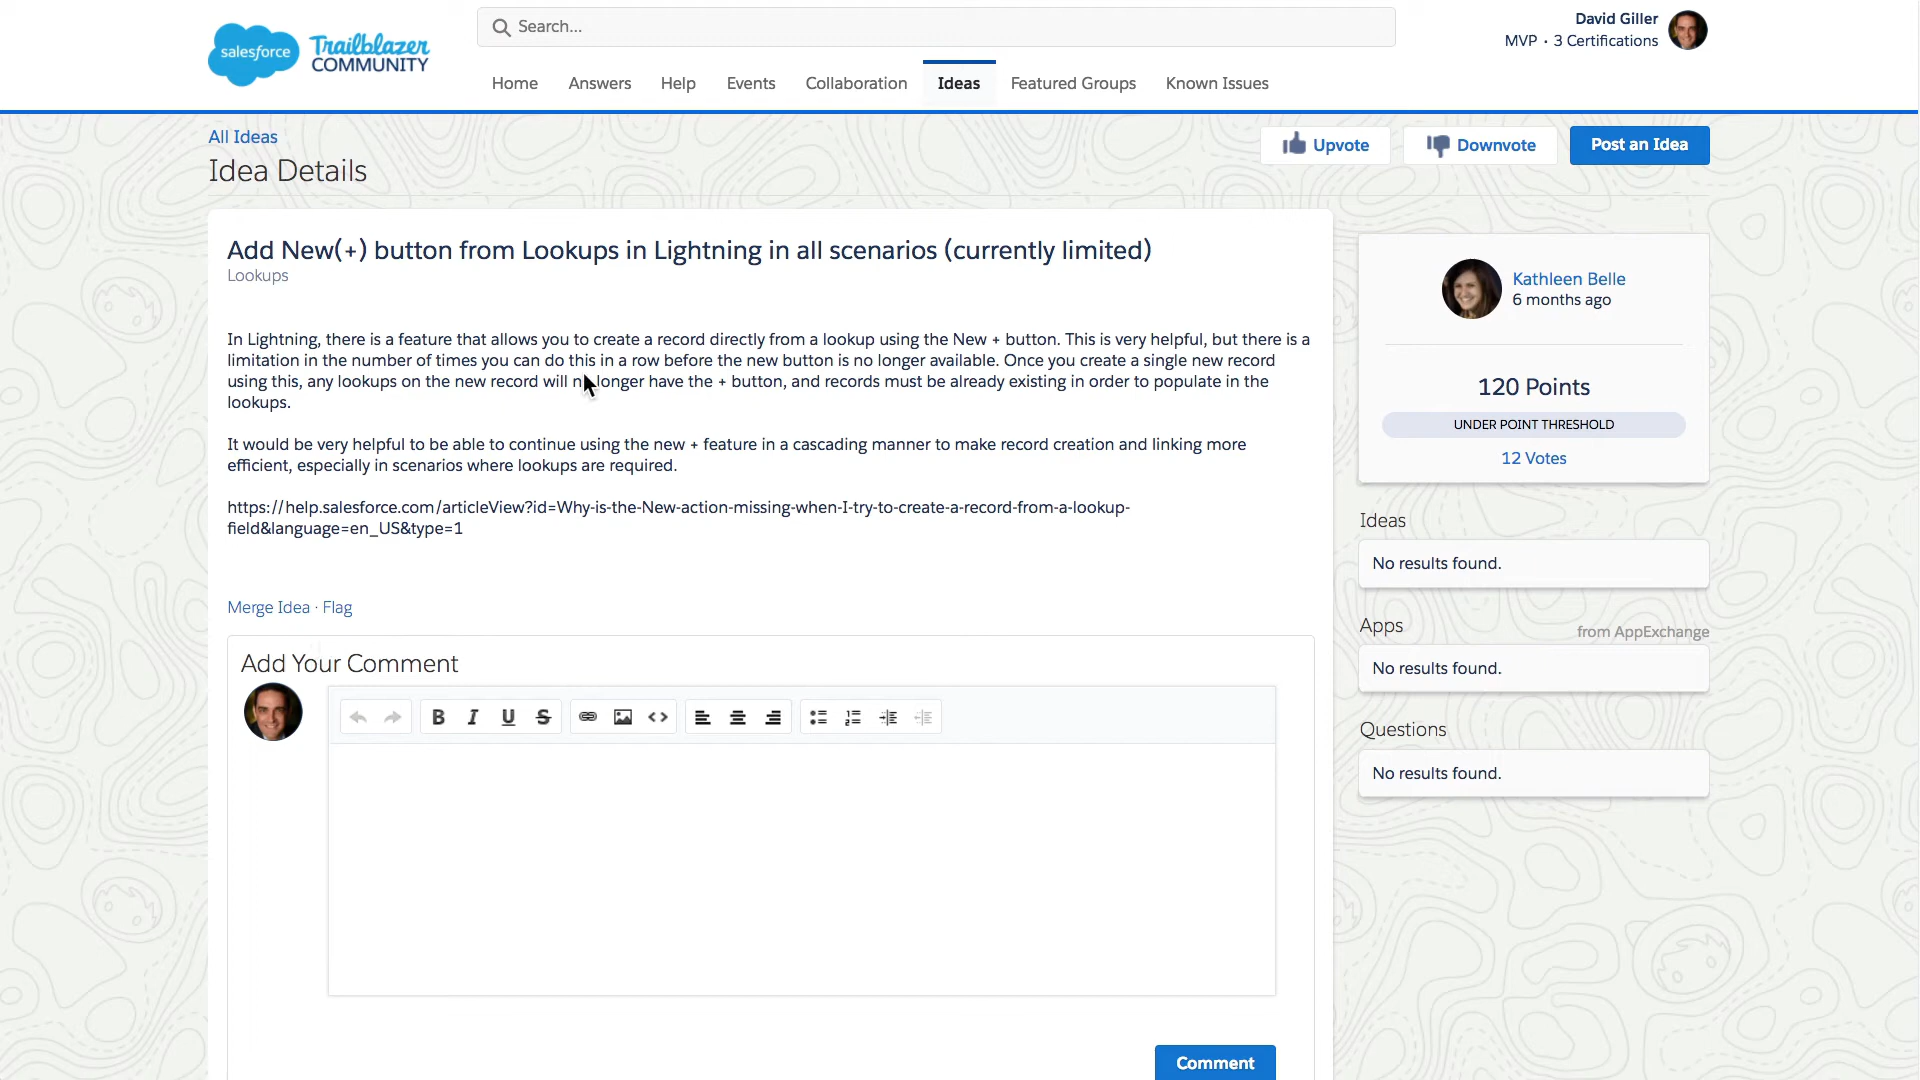 salesforce
Trailblazer
COMMUNITY
Search...
David Giller
MVP · 3 Certifications
Home Answers Help Events Collaboration Ideas Featured Groups Known Issues
All Ideas
Idea Details
Upvote
Downvote
Post an Idea
Add New(+) button from Lookups in Lightning in all scenarios (currently limited)
Lookups
In Lightning, there is a feature that allows you to create a record directly from a lookup using the New + button. This is very helpful, but there is a
limitation in the number of times you can do this in a row before the new button is no longer available. Once you create a single new record
using this, any lookups on the new record will no longer have the + button, and records must be already existing in order to populate in the
lookups.
It would be very helpful to be able to continue using the new + feature in a cascading manner to make record creation and linking more
efficient, especially in scenarios where lookups are required.
https://help.salesforce.com/articleView?id=Why-is-the-New-action-missing-when-I-try-to-create-a-record-from-a-lookup-
field&language=en_US&type=1
Merge Idea · Flag
Add Your Comment
B I U S
Comment
Kathleen Belle
6 months ago
120 Points
UNDER POINT THRESHOLD
12 Votes
Ideas
No results found.
Apps
from AppExchange
No results found.
Questions
No results found.